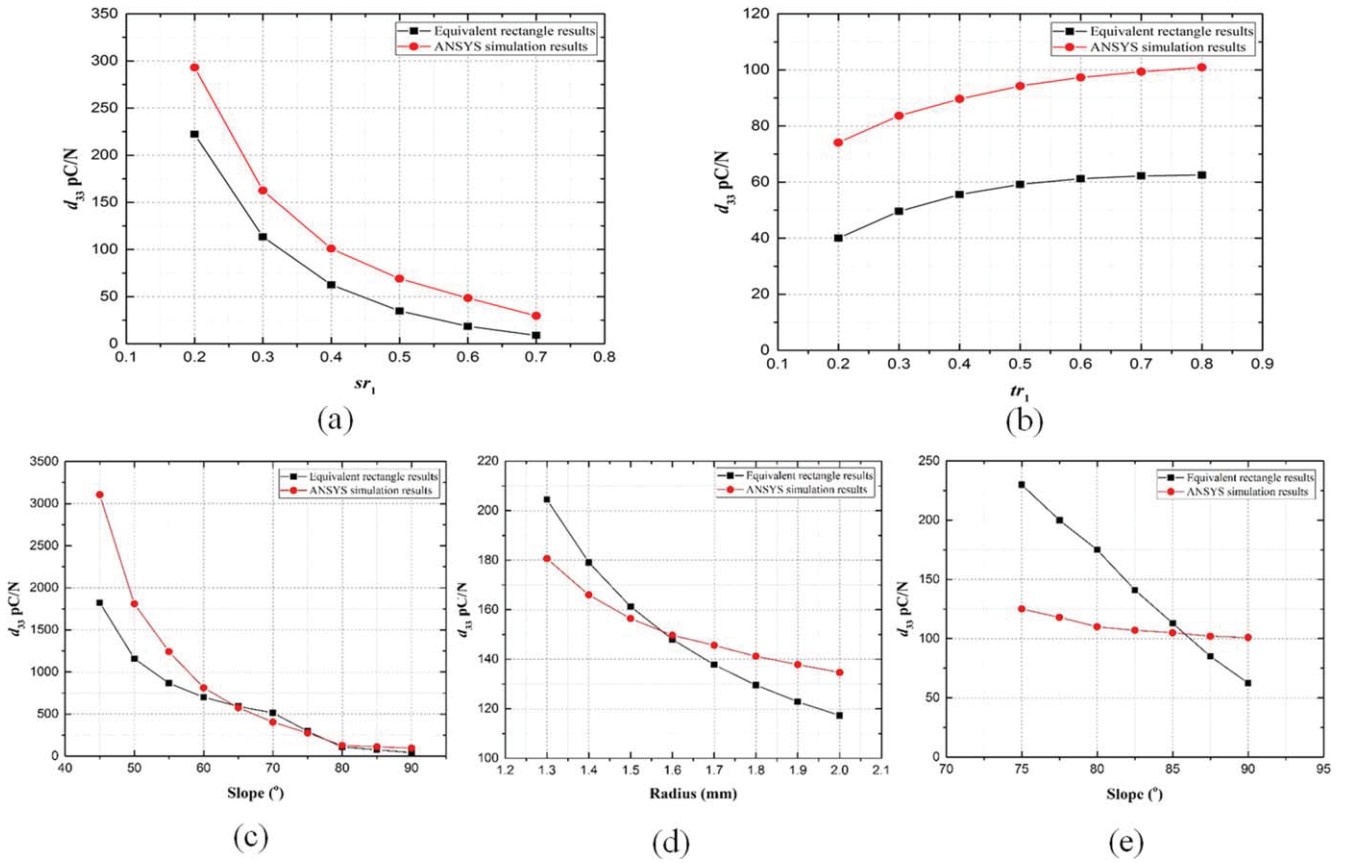 Equivalent rectangle results
ANSYS simulation results
350
300
250
200
150
100
50
0
d33 pC/N
0.1 0.2 0.3 0.4 0.5 0.6 0.7 0.8
sr1
(a)
Equivalent rectangle results
ANSYS simulation results
120
100
80
60
40
20
0
d33 pC/N
0.1 0.2 0.3 0.4 0.5 0.6 0.7 0.8 0.9
tr1
(b)
Equivalent rectangle results
ANSYS simulation results
3500
3000
2500
2000
1750
1250
1000
500
0
d33 pC/N
40 50 60 70 80 90
Slope (°)
(c)
Equivalent rectangle results
ANSYS simulation results
220
200
180
160
140
120
100
d33 pC/N
1.2 1.3 1.4 1.5 1.6 1.7 1.8 1.9 2.0 2.1
Radius (mm)
(d)
Equivalent rectangle results
ANSYS simulation results
250
200
150
100
50
0
d33 pC/N
70 75 80 85 90 95
Slope (°)
(e)